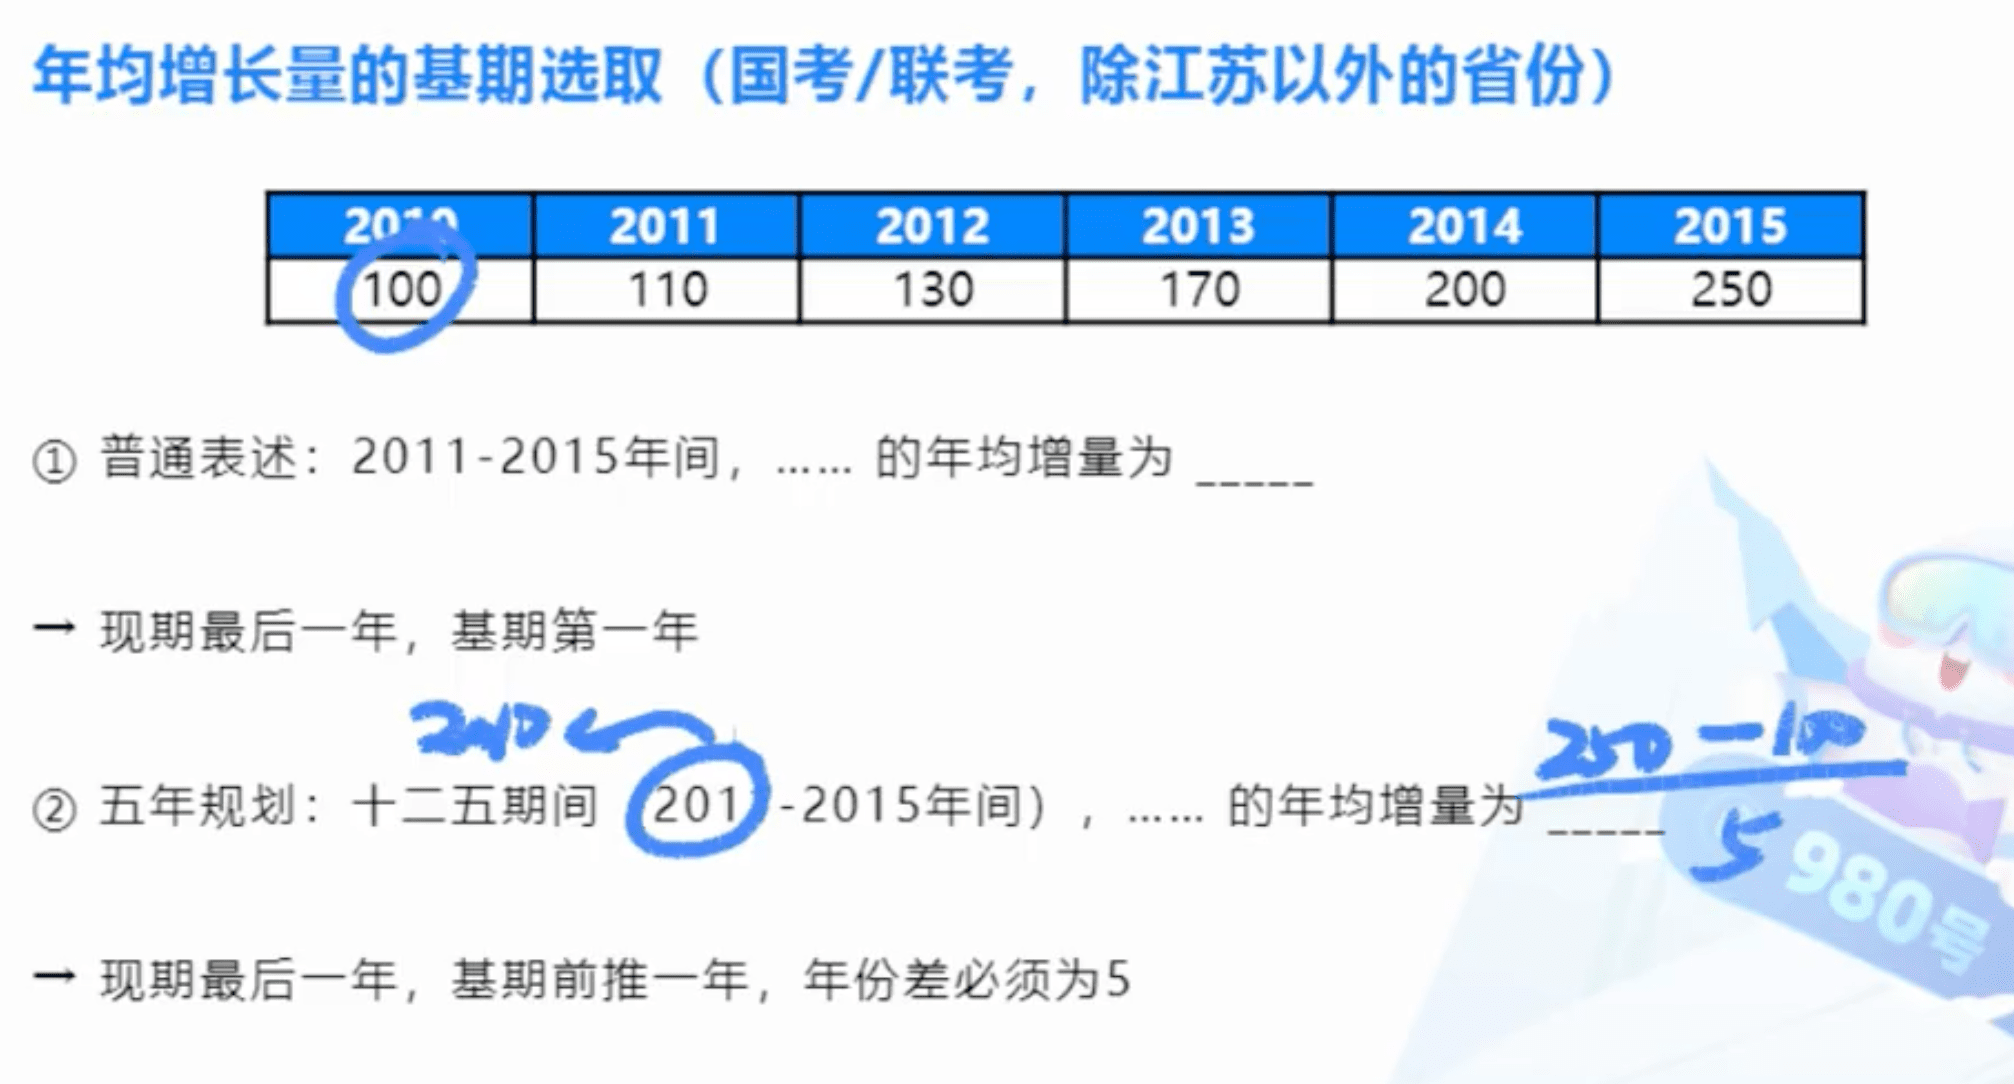 年均增长量的基期选取（国考/联考，除江苏以外的省份）
2010 2011 2012 2013 2014 2015
100 110 130 170 200 250
① 普通表述：2011-2015年间，…… 的年均增量为 _____
→ 现期最后一年，基期第一年
2010
250-100
② 五年规划：十二五期间 201 -2015年间），…… 的年均增量为 _____
5
980号
→ 现期最后一年，基期前推一年，年份差必须为5